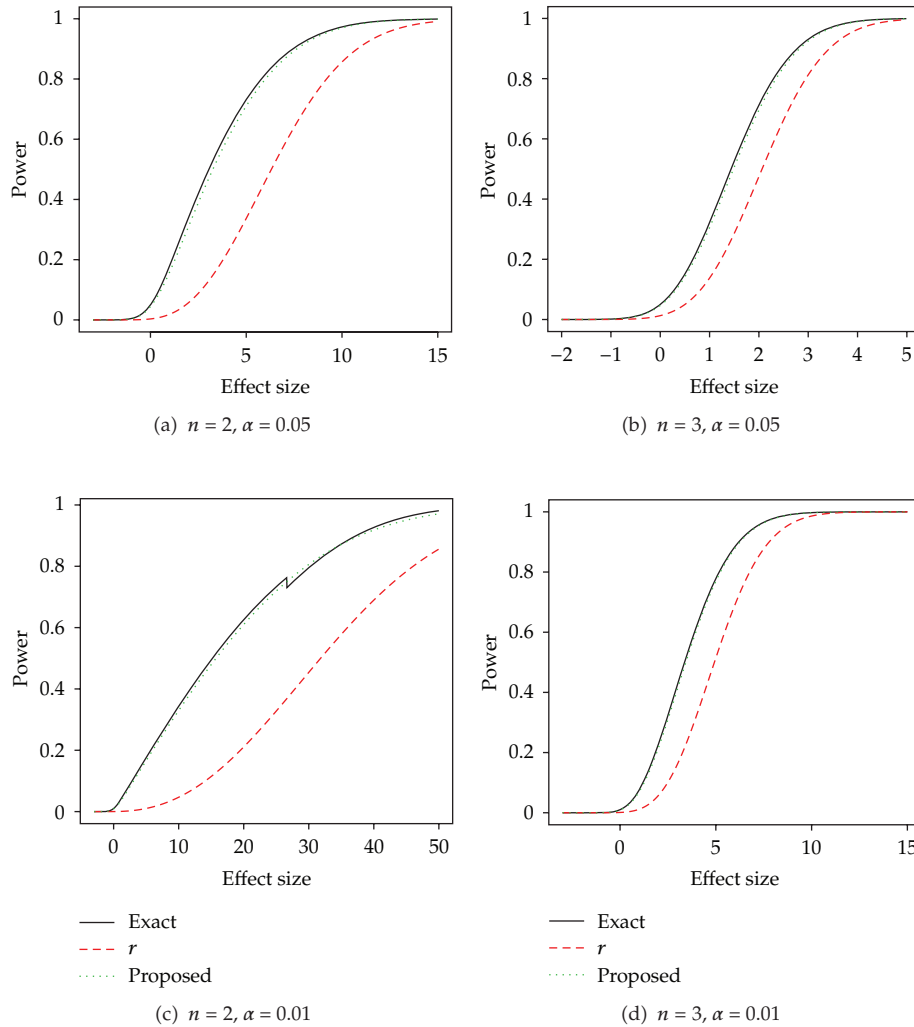 1
0.8
0.6
0.4
0.2
0
Power
0 5 10 15
Effect size
(a) n = 2, α = 0.05
1
0.8
0.6
0.4
0.2
0
Power
−2 −1 0 1 2 3 4 5
Effect size
(b) n = 3, α = 0.05
1
0.8
0.6
0.4
0.2
0
Power
0 10 20 30 40 50
Effect size
Exact
r
Proposed
(c) n = 2, α = 0.01
1
0.8
0.6
0.4
0.2
0
Power
0 5 10 15
Effect size
Exact
r
Proposed
(d) n = 3, α = 0.01